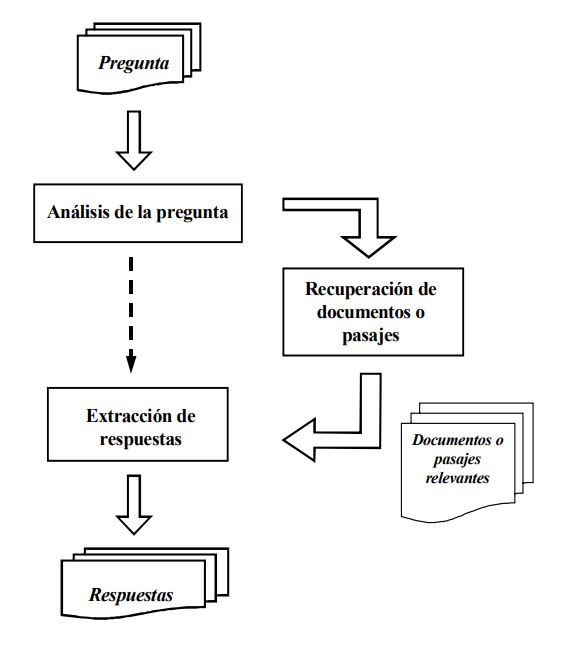 Pregunta
Análisis de la pregunta
Recuperación de
documentos o
pasajes
Extracción de
respuestas
Documentos o
pasajes
relevantes
Respuestas